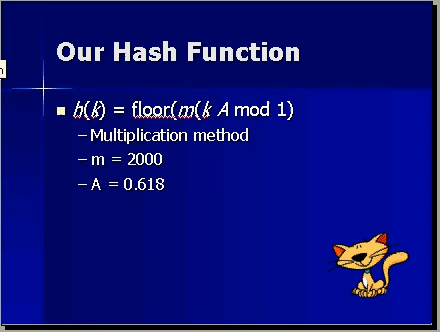 Our Hash Function
h(k) = floor(m(k A mod 1)
– Multiplication method
– m = 2000
– A = 0.618